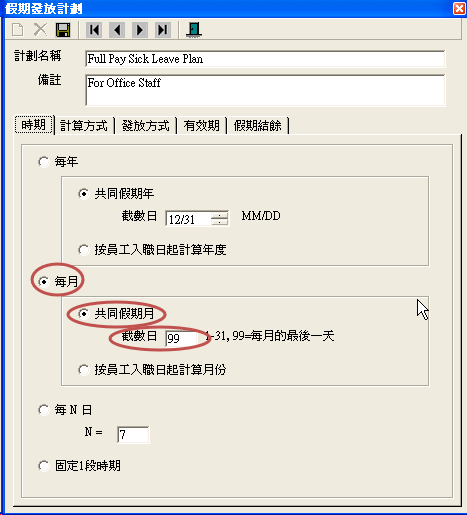 假期發放計劃
計劃名稱 Full Pay Sick Leave Plan
備註 For Office Staff
時期 計算方式 發放方式 有效期 假期結餘
每年
共同假期年
截數日 12/31 MM/DD
按員工入職日起計算年度
每月
共同假期月
截數日 99 1-31, 99=每月的最後一天
按員工入職日起計算月份
每 N 日
N = 7
固定1段時期